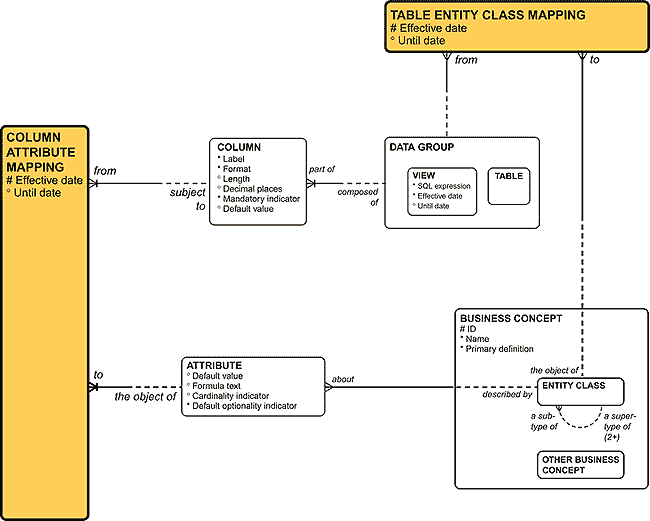 TABLE ENTITY CLASS MAPPING
# Effective date
° Until date
from
to
COLUMN
ATTRIBUTE
MAPPING
# Effective date
° Until date
from
subject
to
COLUMN
* Label
* Format
° Length
° Decimal places
* Mandatory indicator
° Default value
part of
composed
of
DATA GROUP
VIEW
* SQL expression
* Effective date
° Until date
TABLE
BUSINESS CONCEPT
# ID
* Name
* Primary definition
to
the object of
ATTRIBUTE
° Default value
° Formula text
° Cardinality indicator
* Default optionality indicator
about
described by
the object of
ENTITY CLASS
a sub-
type of
a super-
type of
(2+)
OTHER BUSINESS
CONCEPT